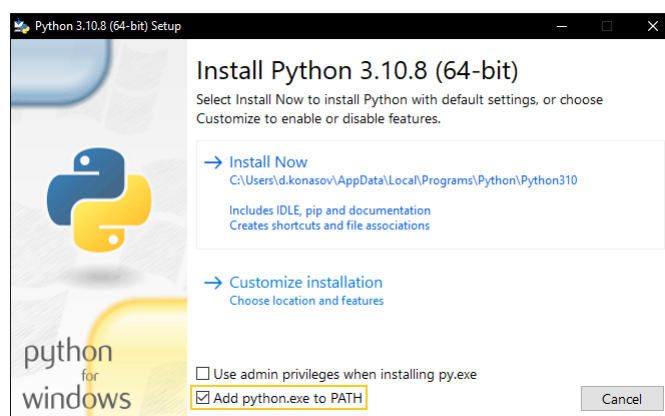 Python 3.10.8 (64-bit) Setup
Install Python 3.10.8 (64-bit)
Select Install Now to install Python with default settings, or choose
Customize to enable or disable features.
Install Now
C:\Users\d.konasov\AppData\Local\Programs\Python\Python310
Includes IDLE, pip and documentation
Creates shortcuts and file associations
Customize installation
Choose location and features
python
for
windows
Use admin privileges when installing py.exe
Add python.exe to PATH
Cancel